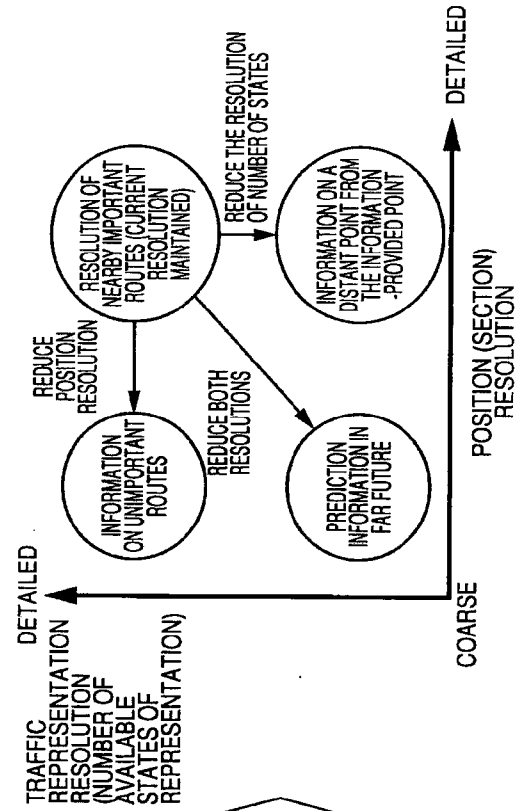 TRAFFIC
REPRESENTATION
RESOLUTION
(NUMBER OF
AVAILABLE
STATES OF
REPRESENTATION)
DETAILED
REDUCE
POSITION
RESOLUTION
INFORMATION
ON UNIMPORTANT
ROUTES
RESOLUTION OF
NEARBY IMPORTANT
ROUTES (CURRENT
RESOLUTION
MAINTAINED)
REDUCE BOTH
RESOLUTIONS
REDUCE THE RESOLUTION
OF NUMBER OF STATES
PREDICTION
INFORMATION IN
FAR FUTURE
INFORMATION ON A
DISTANT POINT FROM
THE INFORMATION
-PROVIDED POINT
COARSE
POSITION (SECTION)
RESOLUTION
DETAILED